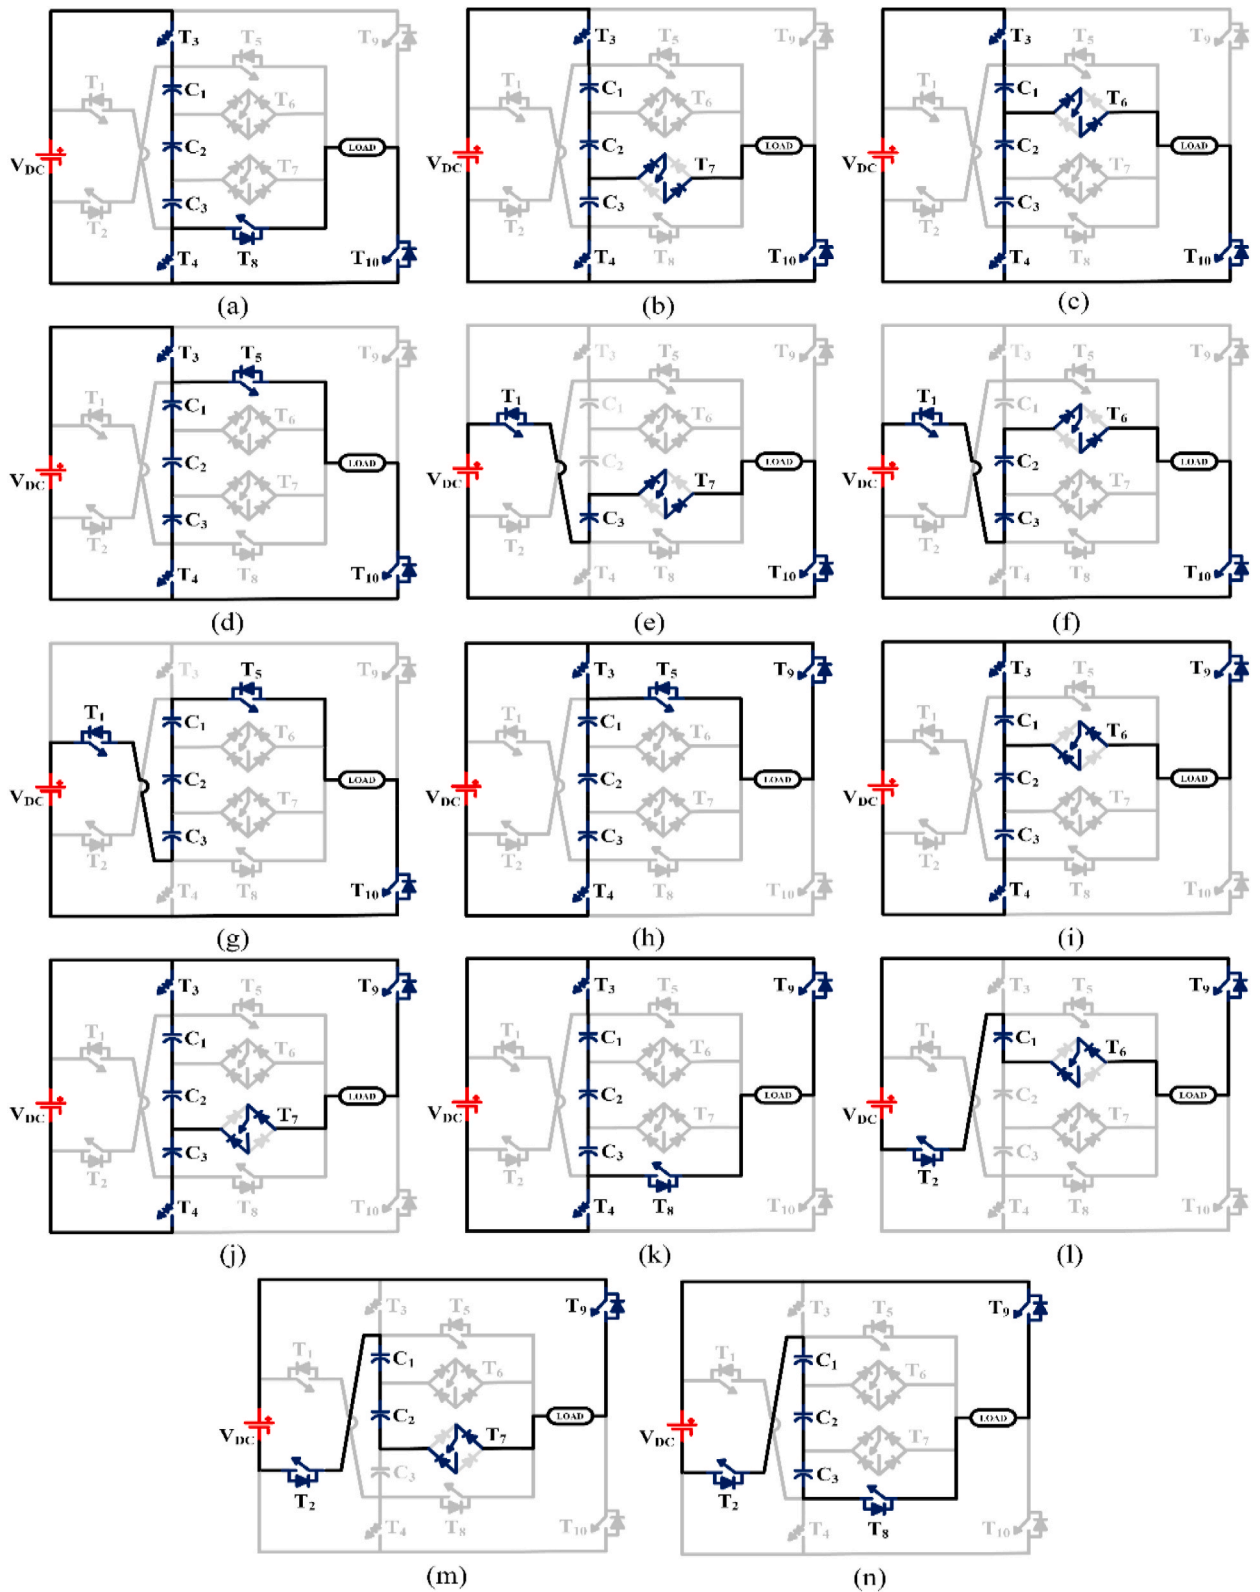 T3 T5 T9
T1 C1 T6
C2 LOAD
VDC T7
C3
T2 T4 T8 T10
(a)
T3 T5 T9
T1 C1 T6
C2 LOAD
VDC T7
C3
T2 T4 T8 T10
(b)
T3 T5 T9
T1 C1 T6
C2 LOAD
VDC T7
C3
T2 T4 T8 T10
(c)
T3 T5 T9
T1 C1 T6
C2 LOAD
VDC T7
C3
T2 T4 T8 T10
(d)
T3 T5 T9
T1 C1 T6
C2 LOAD
VDC T7
C3
T2 T4 T8 T10
(e)
T3 T5 T9
T1 C1 T6
C2 LOAD
VDC T7
C3
T2 T4 T8 T10
(f)
T3 T5 T9
T1 C1 T6
C2 LOAD
VDC T7
C3
T2 T4 T8 T10
(g)
T3 T5 T9
T1 C1 T6
C2 LOAD
VDC T7
C3
T2 T4 T8 T10
(h)
T3 T5 T9
T1 C1 T6
C2 LOAD
VDC T7
C3
T2 T4 T8 T10
(i)
T3 T5 T9
T1 C1 T6
C2 LOAD
VDC T7
C3
T2 T4 T8 T10
(j)
T3 T5 T9
T1 C1 T6
C2 LOAD
VDC T7
C3
T2 T4 T8 T10
(k)
T3 T5 T9
T1 C1 T6
C2 LOAD
VDC T7
C3
T2 T4 T8 T10
(l)
T3 T5 T9
T1 C1 T6
C2 LOAD
VDC T7
C3
T2 T4 T8 T10
(m)
T3 T5 T9
T1 C1 T6
C2 LOAD
VDC T7
C3
T2 T4 T8 T10
(n)